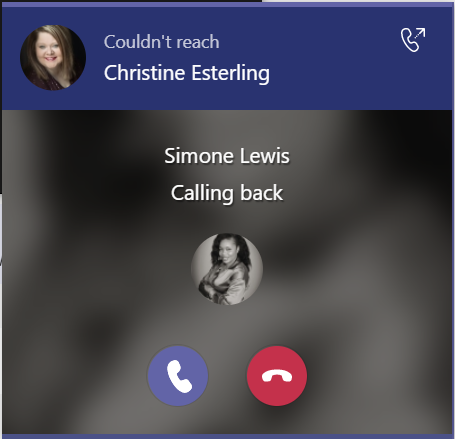 Couldn't reach
Christine Esterling
Simone Lewis
Calling back